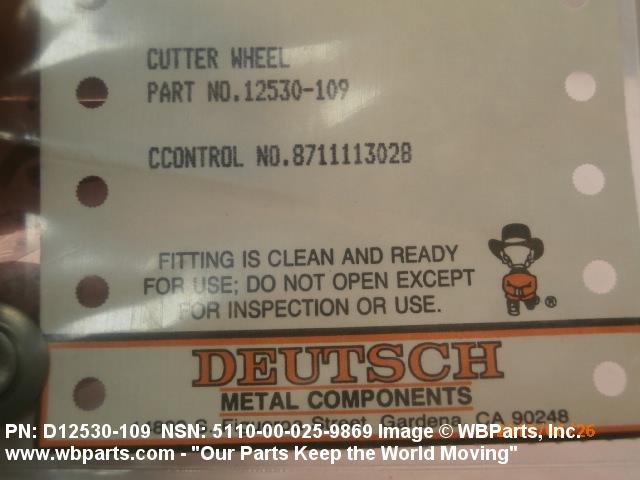 CUTTER WHEEL
PART NO.12530-109
CCONTROL NO.8711113028
FITTING IS CLEAN AND READY
FOR USE; DO NOT OPEN EXCEPT
FOR INSPECTION OR USE.
®
DEUTSCH
METAL COMPONENTS
Street, Gardena, CA 90248
PN: D12530-109 NSN: 5110-00-025-9869 Image © WBParts, Inc.
www.wbparts.com - "Our Parts Keep the World Moving"